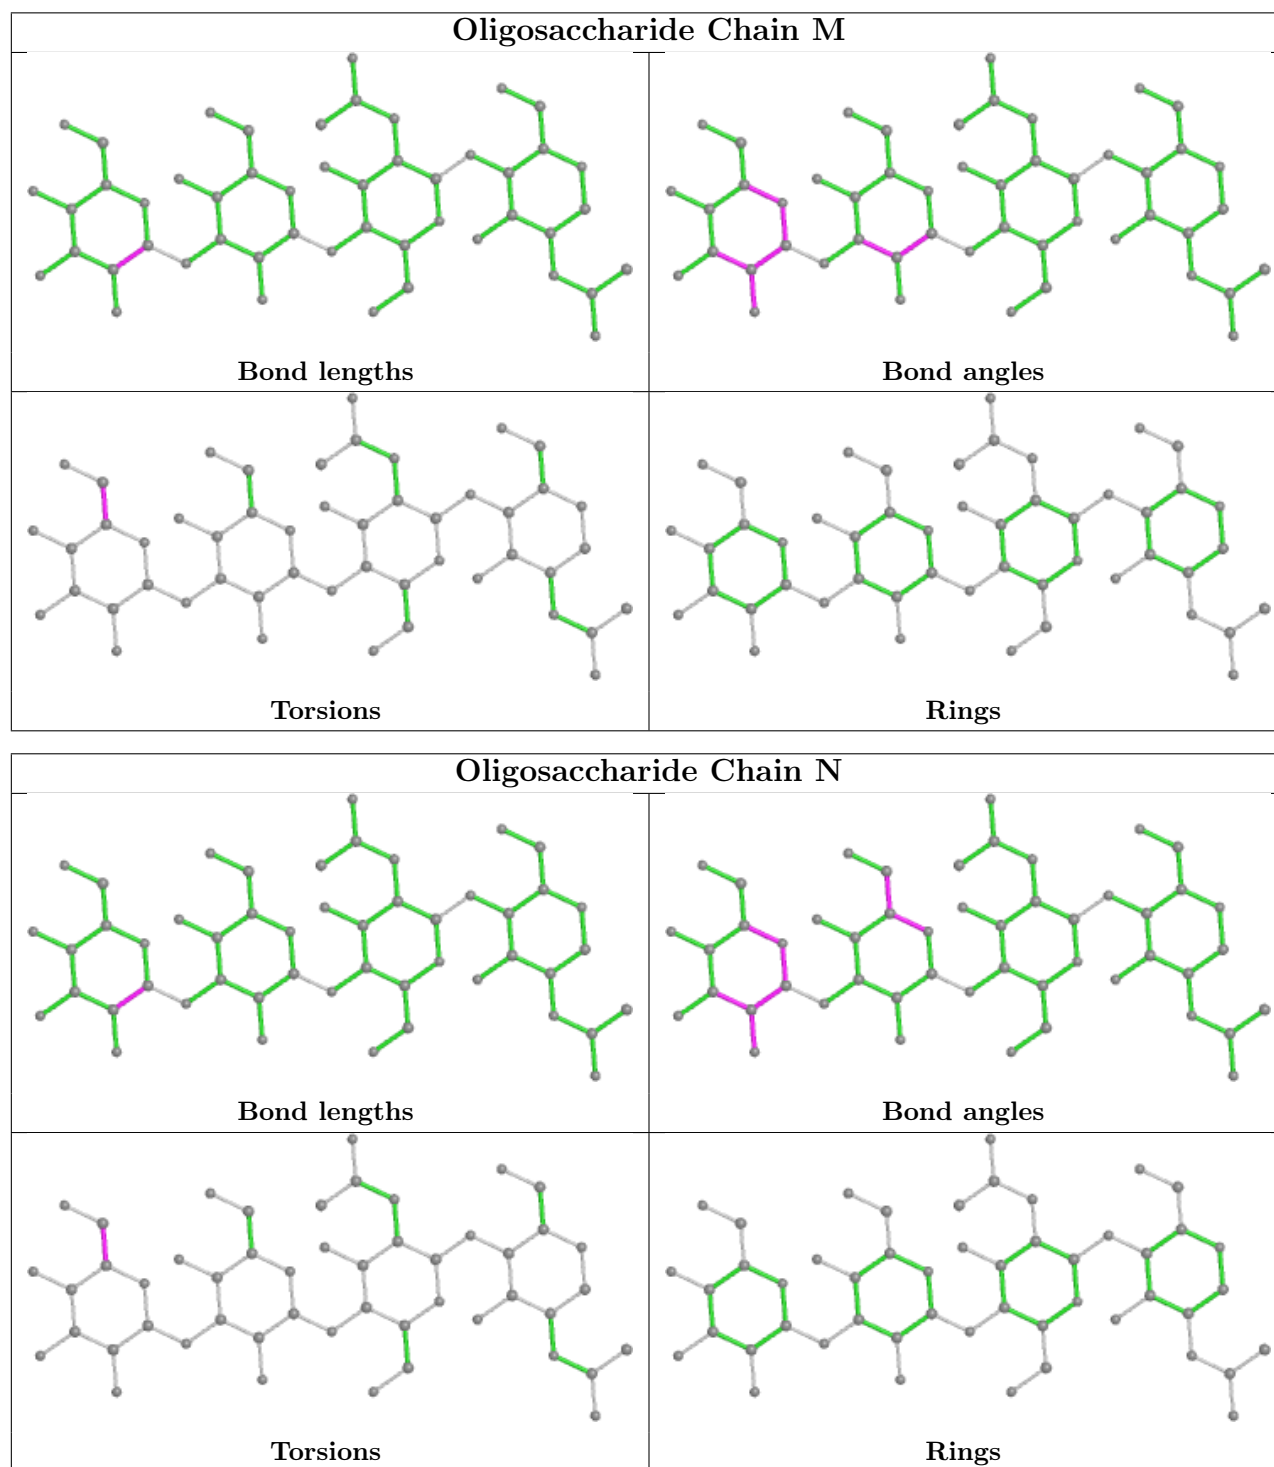 Oligosaccharide Chain M
Bond lengths
Bond angles
Torsions
Rings
Oligosaccharide Chain N
Bond lengths
Bond angles
Torsions
Rings